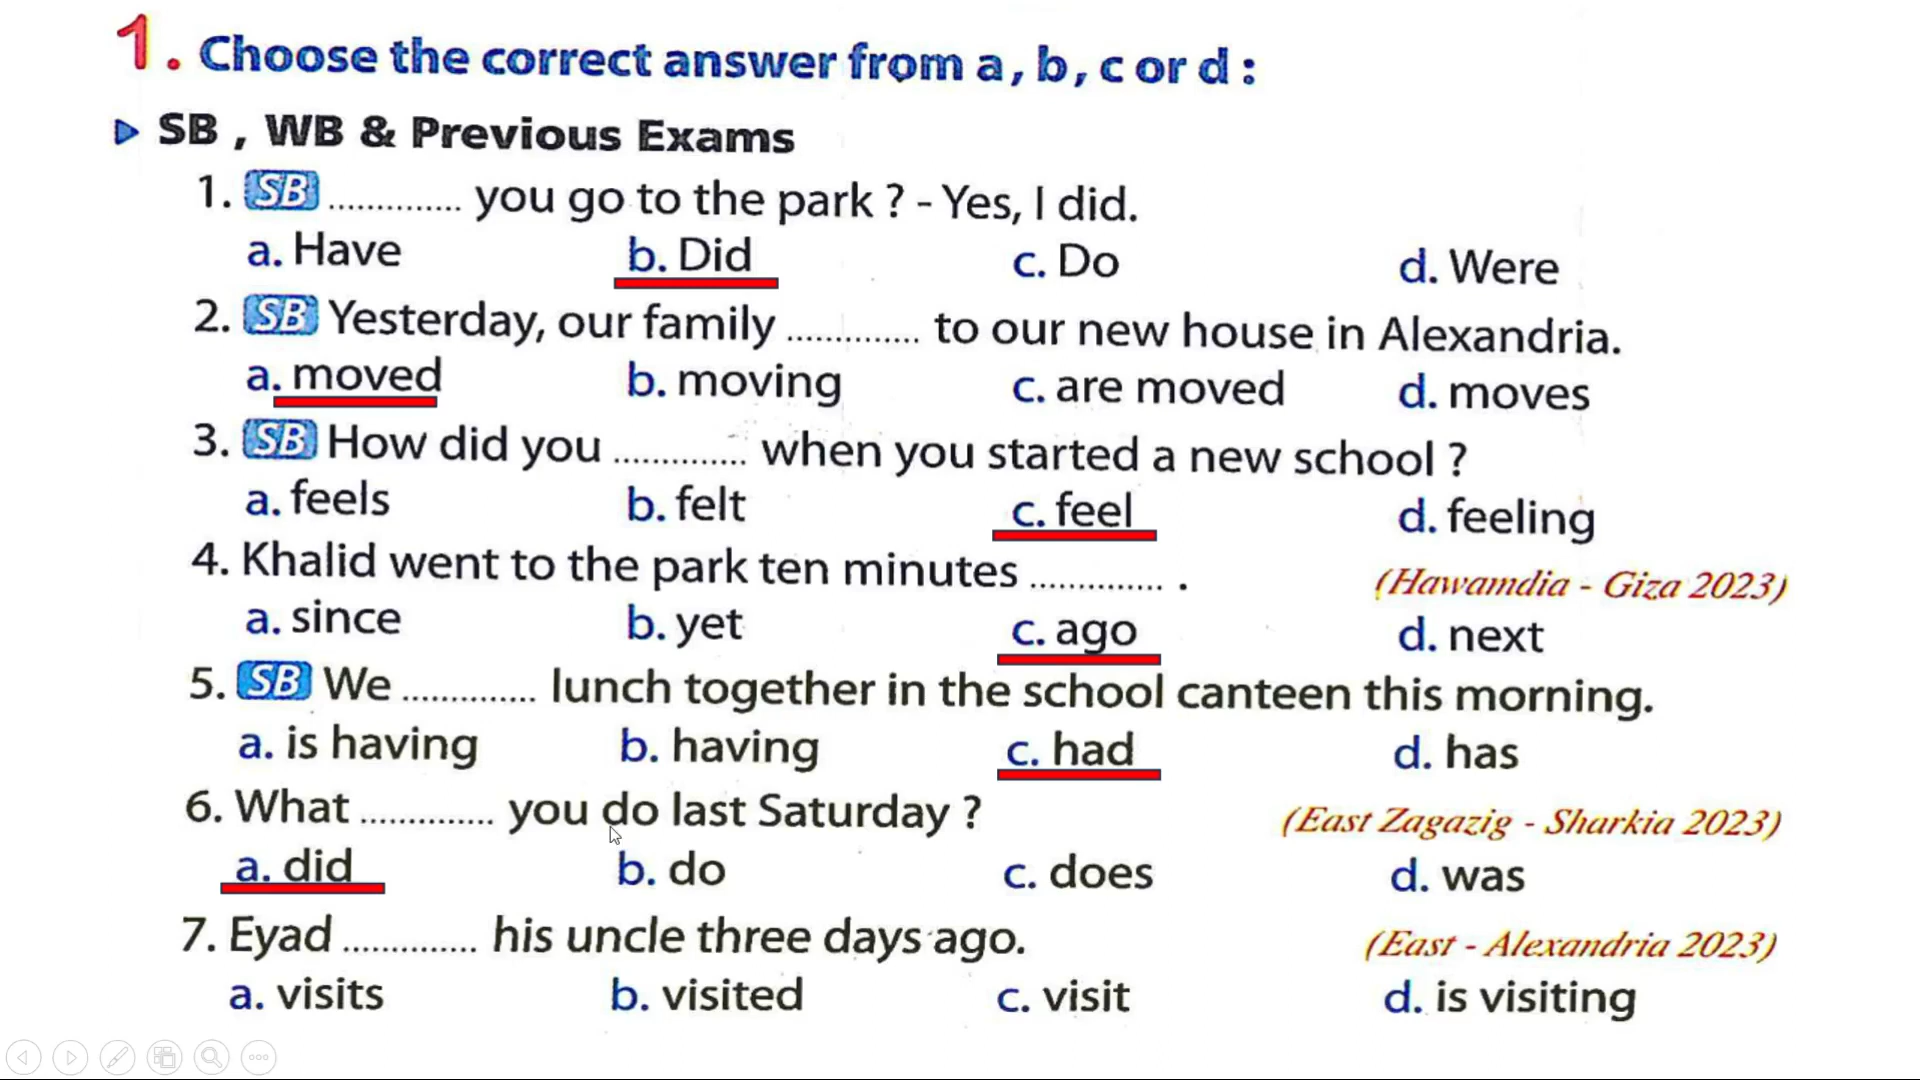 1. Choose the correct answer from a, b, c or d :
SB , WB & Previous Exams
1. SB .............. you go to the park ? - Yes, I did.
a. Have b. Did c. Do d. Were
2. SB Yesterday, our family .............. to our new house in Alexandria.
a. moved b. moving c. are moved d. moves
3. SB How did you .............. when you started a new school ?
a. feels b. felt c. feel d. feeling
4. Khalid went to the park ten minutes .............. . (Hawamdia - Giza 2023)
a. since b. yet c. ago d. next
5. SB We .............. lunch together in the school canteen this morning.
a. is having b. having c. had d. has
6. What .............. you do last Saturday ? (East Zagazig - Sharkia 2023)
a. did b. do c. does d. was
7. Eyad .............. his uncle three days ago. (East - Alexandria 2023)
a. visits b. visited c. visit d. is visiting